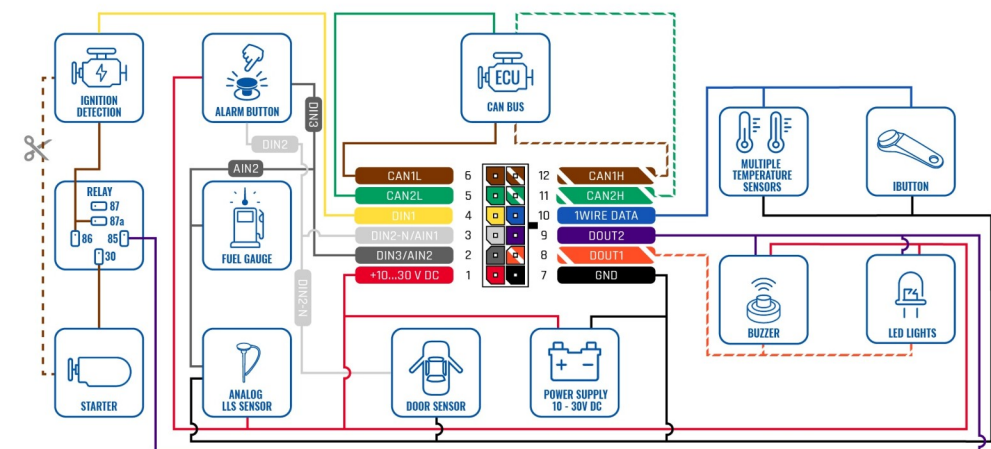 IGNITION
DETECTION
ALARM BUTTON
ECU
CAN BUS
DIN3
DIN2
AIN2
MULTIPLE
TEMPERATURE
SENSORS
IBUTTON
RELAY
87
87a
86
85
30
FUEL GAUGE
CAN1L 6 12 CAN1H
CAN2L 5 11 CAN2H
DIN1 4 10 1WIRE DATA
DIN2-N/AIN1 3 9 DOUT2
DIN3/AIN2 2 8 DOUT1
+10...30 V DC 1 7 GND
DIN2-N
BUZZER
LED LIGHTS
STARTER
ANALOG
LLS SENSOR
DOOR SENSOR
POWER SUPPLY
10 - 30V DC